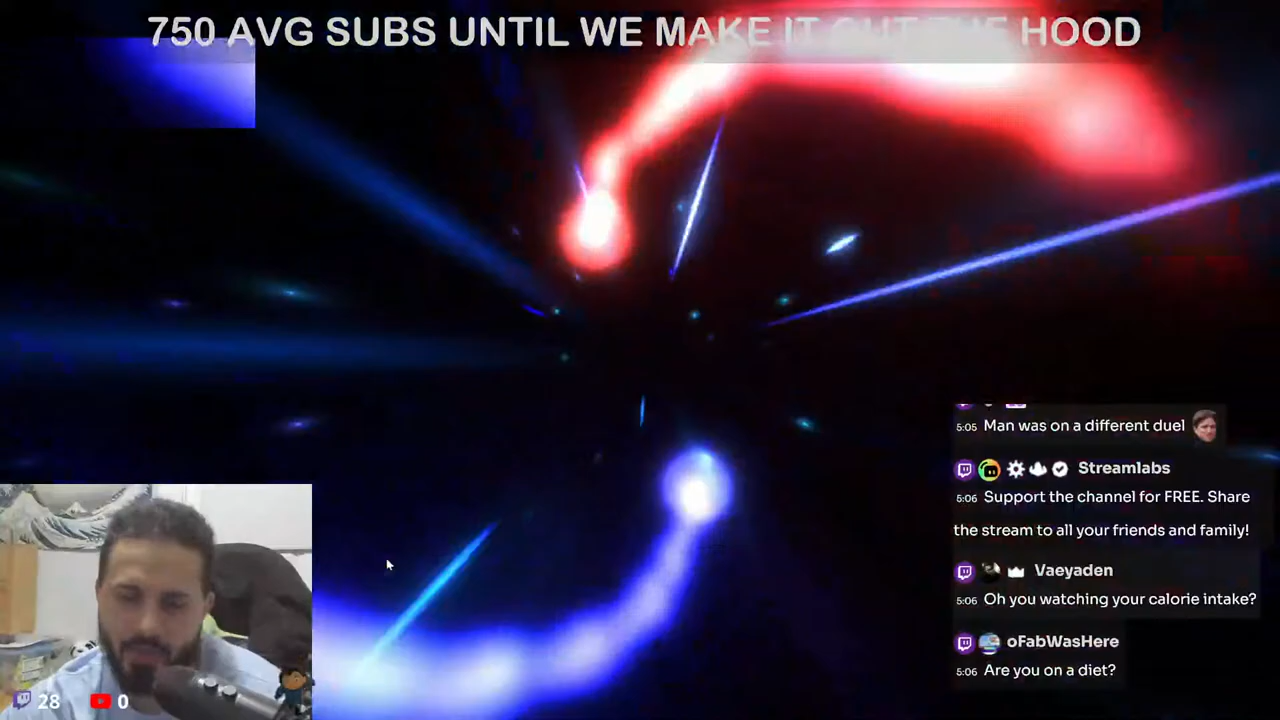 750 AVG SUBS UNTIL WE MAKE IT OUT THE HOOD
5:05 Man was on a different duel
Streamlabs
5:06 Support the channel for FREE. Share
the stream to all your friends and family!
Vaeyaden
5:06 Oh you watching your calorie intake?
oFabWasHere
5:06 Are you on a diet?
28 0